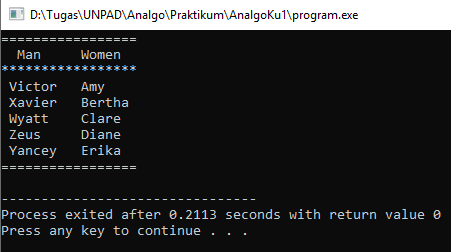 D:\Tugas\UNPAD\Analgo\Praktikum\AnalgoKu1\program.exe
=================
Man Women
*****************
Victor Amy
Xavier Bertha
Wyatt Clare
Zeus Diane
Yancey Erika
=================
--------------------------------
Process exited after 0.2113 seconds with return value 0
Press any key to continue . . .